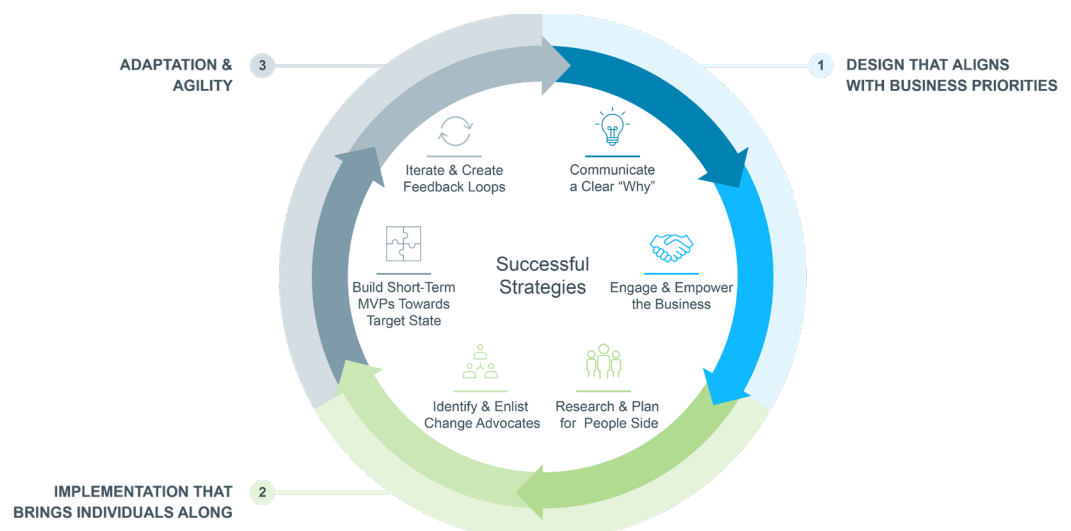 ADAPTATION &
AGILITY
3
1
DESIGN THAT ALIGNS
WITH BUSINESS PRIORITIES
Iterate & Create
Feedback Loops
Communicate
a Clear “Why”
Successful
Strategies
Build Short-Term
MVPs Towards
Target State
Engage & Empower
the Business
Identify & Enlist
Change Advocates
Research & Plan
for People Side
IMPLEMENTATION THAT
BRINGS INDIVIDUALS ALONG
2